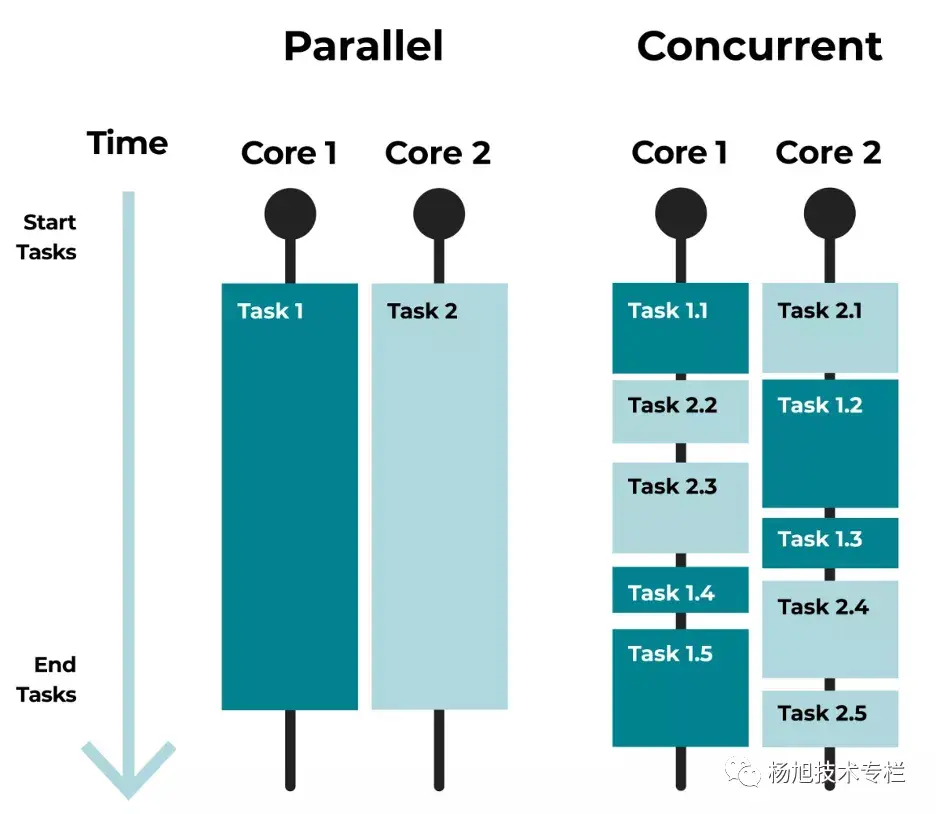 Parallel
Concurrent
Time
Core 1
Core 2
Core 1
Core 2
Start
Tasks
Task 1
Task 2
Task 1.1
Task 2.1
Task 2.2
Task 1.2
Task 2.3
Task 1.3
Task 1.4
Task 2.4
Task 1.5
End
Tasks
Task 2.5
杨旭技术专栏